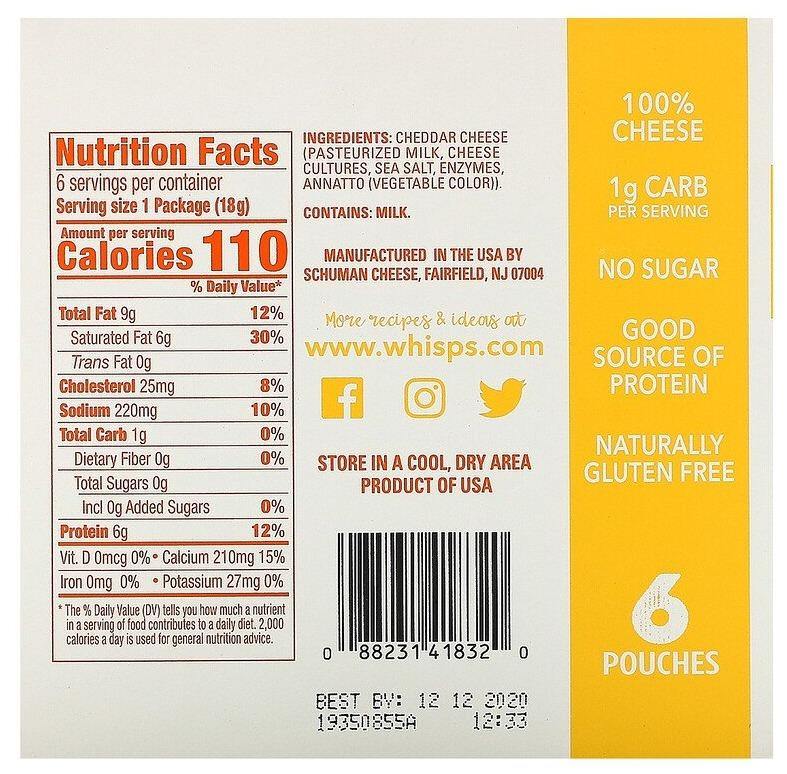 Nutrition Facts
6 servings per container
Serving size 1 Package (18g)
Amount per serving
Calories 110
% Daily Value*
Total Fat 9g 12%
Saturated Fat 6g 30%
Trans Fat 0g
Cholesterol 25mg 8%
Sodium 220mg 10%
Total Carb 1g 0%
Dietary Fiber 0g 0%
Total Sugars 0g
Incl 0g Added Sugars 0%
Protein 6g 12%
Vit. D 0mcg 0% • Calcium 210mg 15%
Iron 0mg 0% • Potassium 27mg 0%
* The % Daily Value (DV) tells you how much a nutrient
in a serving of food contributes to a daily diet. 2,000
calories a day is used for general nutrition advice.
INGREDIENTS: CHEDDAR CHEESE
(PASTEURIZED MILK, CHEESE
CULTURES, SEA SALT, ENZYMES,
ANNATTO (VEGETABLE COLOR)).
CONTAINS: MILK.
MANUFACTURED IN THE USA BY
SCHUMAN CHEESE, FAIRFIELD, NJ 07004
More recipes & ideas at
www.whisps.com
STORE IN A COOL, DRY AREA
PRODUCT OF USA
0 88231 41832 0
BEST BY: 12 12 2020
19350855A 12:33
100%
CHEESE
1g CARB
PER SERVING
NO SUGAR
GOOD
SOURCE OF
PROTEIN
NATURALLY
GLUTEN FREE
6
POUCHES